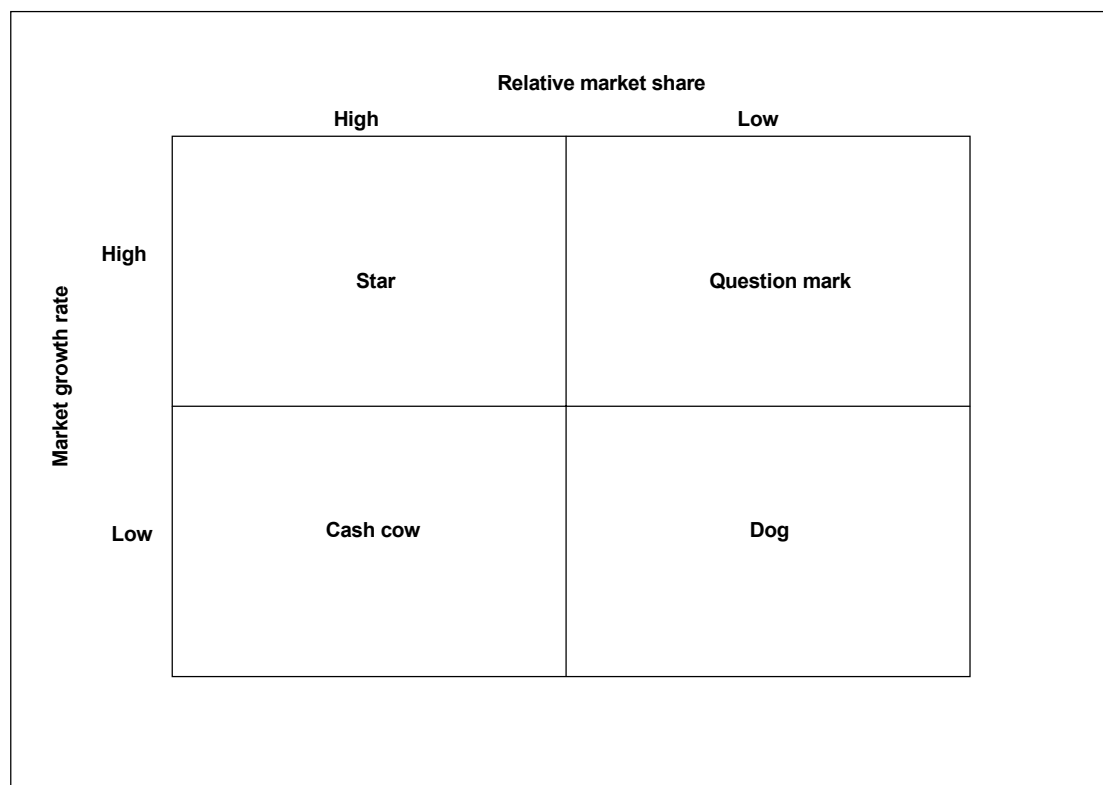 Relative market share
High Low
High
Star Question mark
Market growth rate
Low
Cash cow Dog